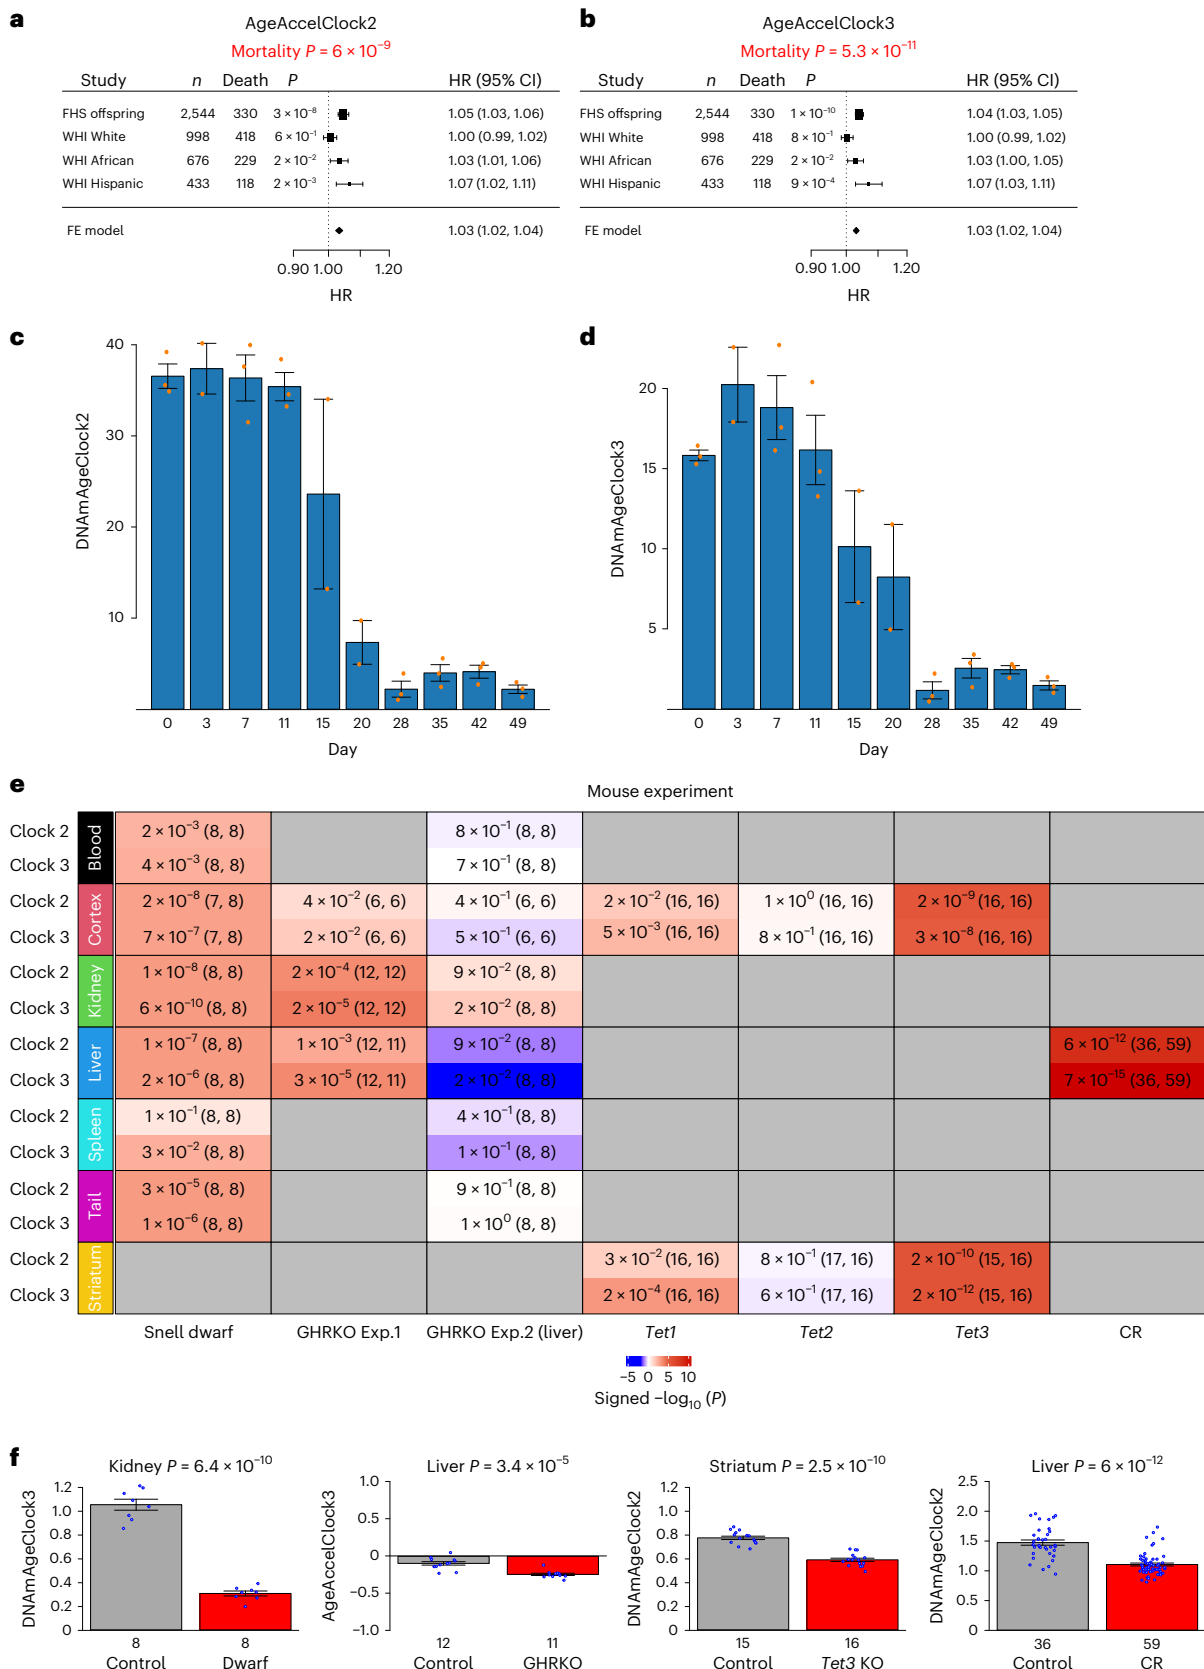 a
AgeAccelClock2
Mortality P = 6 × 10⁻⁹
Study n Death P HR (95% CI)
FHS offspring 2,544 330 3 × 10⁻⁸ 1.05 (1.03, 1.06)
WHI White 998 418 6 × 10⁻¹ 1.00 (0.99, 1.02)
WHI African 676 229 2 × 10⁻² 1.03 (1.01, 1.06)
WHI Hispanic 433 118 2 × 10⁻³ 1.07 (1.02, 1.11)
FE model 1.03 (1.02, 1.04)
0.90 1.00 1.20
HR
b
AgeAccelClock3
Mortality P = 5.3 × 10⁻¹¹
Study n Death P HR (95% CI)
FHS offspring 2,544 330 1 × 10⁻¹⁰ 1.04 (1.03, 1.05)
WHI White 998 418 8 × 10⁻¹ 1.00 (0.99, 1.02)
WHI African 676 229 2 × 10⁻² 1.03 (1.00, 1.05)
WHI Hispanic 433 118 9 × 10⁻⁴ 1.07 (1.03, 1.11)
FE model 1.03 (1.02, 1.04)
0.90 1.00 1.20
HR
c
DNAmAgeClock2
40
30
20
10
0 3 7 11 15 20 28 35 42 49
Day
d
DNAmAgeClock3
20
15
10
5
0 3 7 11 15 20 28 35 42 49
Day
e
Mouse experiment
Blood
Clock 2 2 × 10⁻³ (8, 8) 8 × 10⁻¹ (8, 8)
Clock 3 4 × 10⁻³ (8, 8) 7 × 10⁻¹ (8, 8)
Cortex
Clock 2 2 × 10⁻⁸ (7, 8) 4 × 10⁻² (6, 6) 4 × 10⁻¹ (6, 6) 2 × 10⁻² (16, 16) 1 × 10⁰ (16, 16) 2 × 10⁻⁹ (16, 16)
Clock 3 7 × 10⁻⁷ (7, 8) 2 × 10⁻² (6, 6) 5 × 10⁻¹ (6, 6) 5 × 10⁻³ (16, 16) 8 × 10⁻¹ (16, 16) 3 × 10⁻⁸ (16, 16)
Kidney
Clock 2 1 × 10⁻⁸ (8, 8) 2 × 10⁻⁴ (12, 12) 9 × 10⁻² (8, 8)
Clock 3 6 × 10⁻¹⁰ (8, 8) 2 × 10⁻⁵ (12, 12) 2 × 10⁻² (8, 8)
Liver
Clock 2 1 × 10⁻⁷ (8, 8) 1 × 10⁻³ (12, 11) 9 × 10⁻² (8, 8) 6 × 10⁻¹² (36, 59)
Clock 3 2 × 10⁻⁶ (8, 8) 3 × 10⁻⁵ (12, 11) 2 × 10⁻² (8, 8) 7 × 10⁻¹⁵ (36, 59)
Spleen
Clock 2 1 × 10⁻¹ (8, 8) 4 × 10⁻¹ (8, 8)
Clock 3 3 × 10⁻² (8, 8) 1 × 10⁻¹ (8, 8)
Tail
Clock 2 3 × 10⁻⁵ (8, 8) 9 × 10⁻¹ (8, 8)
Clock 3 1 × 10⁻⁶ (8, 8) 1 × 10⁰ (8, 8)
Striatum
Clock 2 3 × 10⁻² (16, 16) 8 × 10⁻¹ (17, 16) 2 × 10⁻¹⁰ (15, 16)
Clock 3 2 × 10⁻⁴ (16, 16) 6 × 10⁻¹ (17, 16) 2 × 10⁻¹² (15, 16)
Snell dwarf GHRKO Exp.1 GHRKO Exp.2 (liver) Tet1 Tet2 Tet3 CR
−5 0 5 10
Signed −log₁₀ (P)
f
Kidney P = 6.4 × 10⁻¹⁰
DNAmAgeClock3
1.2
1.0
0.8
0.6
0.4
0.2
0
8 8
Control Dwarf
Liver P = 3.4 × 10⁻⁵
AgeAccelClock3
1.0
0.5
0
−0.5
−1.0
12 11
Control GHRKO
Striatum P = 2.5 × 10⁻¹⁰
DNAmAgeClock2
1.2
1.0
0.8
0.6
0.4
0.2
0
15 16
Control Tet3 KO
Liver P = 6 × 10⁻¹²
DNAmAgeClock2
2.5
2.0
1.5
1.0
0.5
0
36 59
Control CR